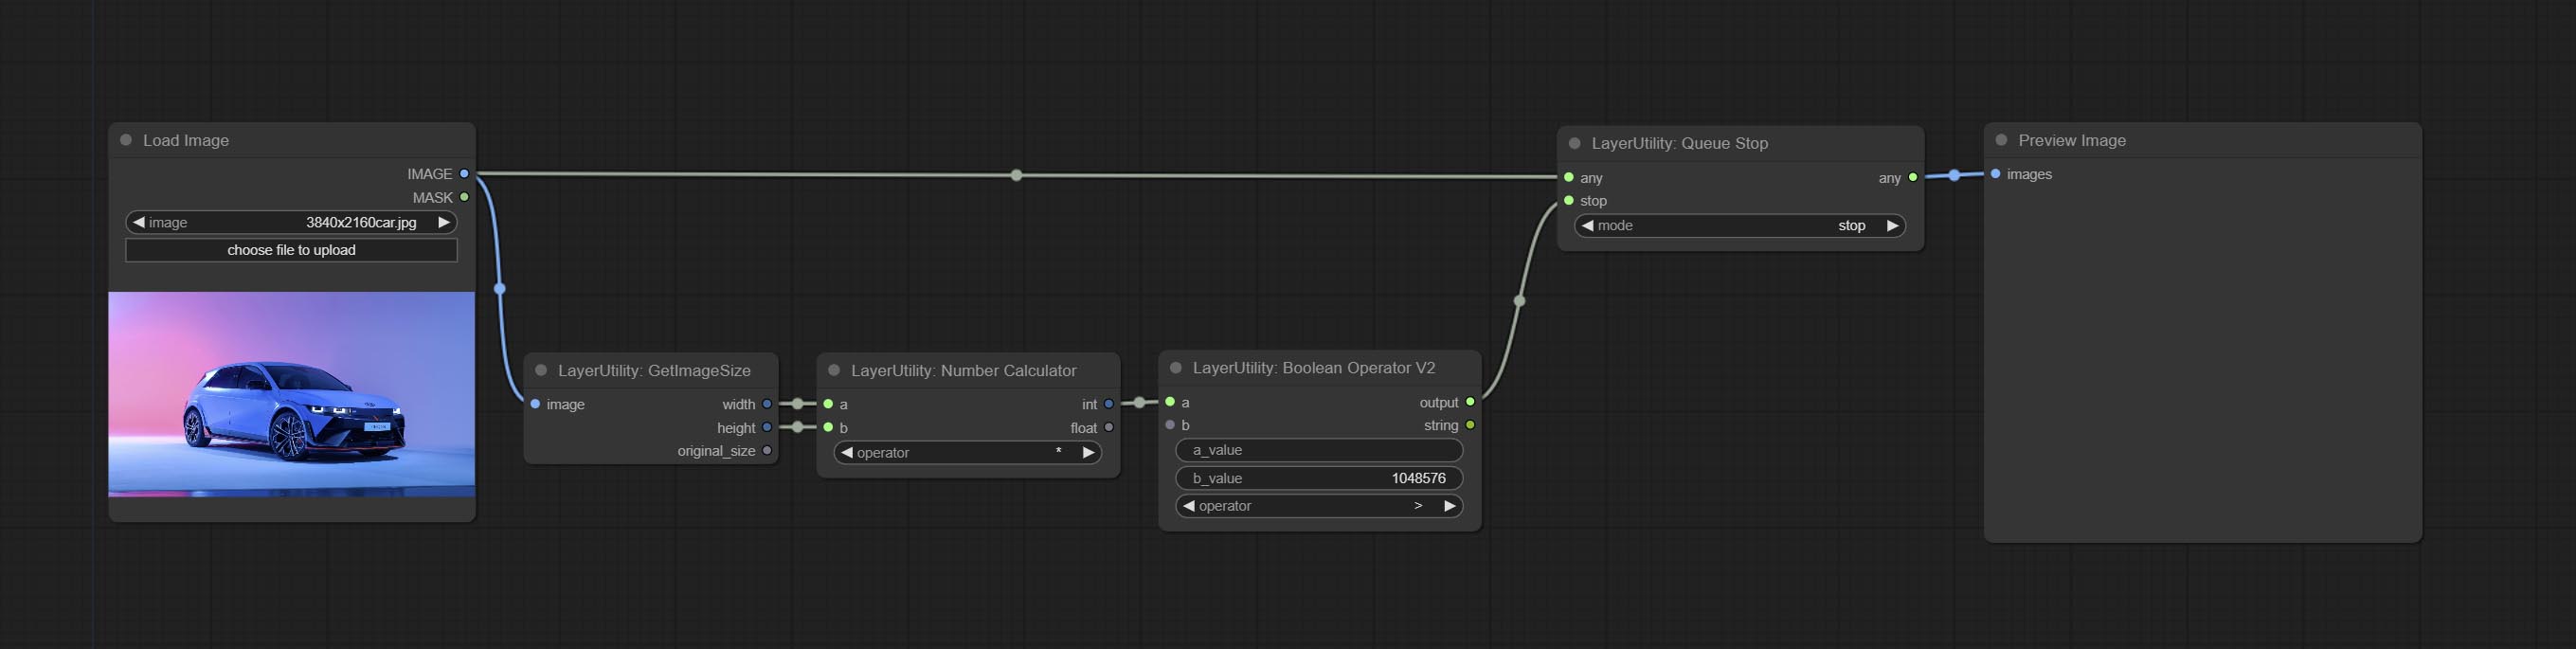 Load Image
IMAGE
MASK
image 3840x2160car.jpg
choose file to upload
LayerUtility: GetImageSize
image width
height
original_size
LayerUtility: Number Calculator
a int
b float
operator *
LayerUtility: Boolean Operator V2
a output
b string
a_value
b_value 1048576
operator >
LayerUtility: Queue Stop
any any
stop
mode stop
Preview Image
images